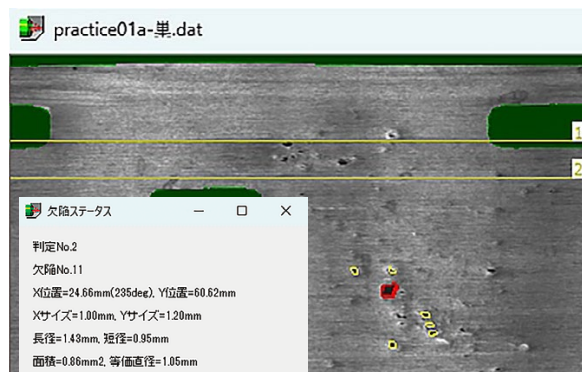 practice01a-巣.dat
1
2
欠陥ステータス
判定No.2
欠陥No.11
X位置=24.66mm(235deg), Y位置=60.62mm
Xサイズ=1.00mm, Yサイズ=1.20mm
長径=1.43mm, 短径=0.95mm
面積=0.86mm2, 等価直径=1.05mm